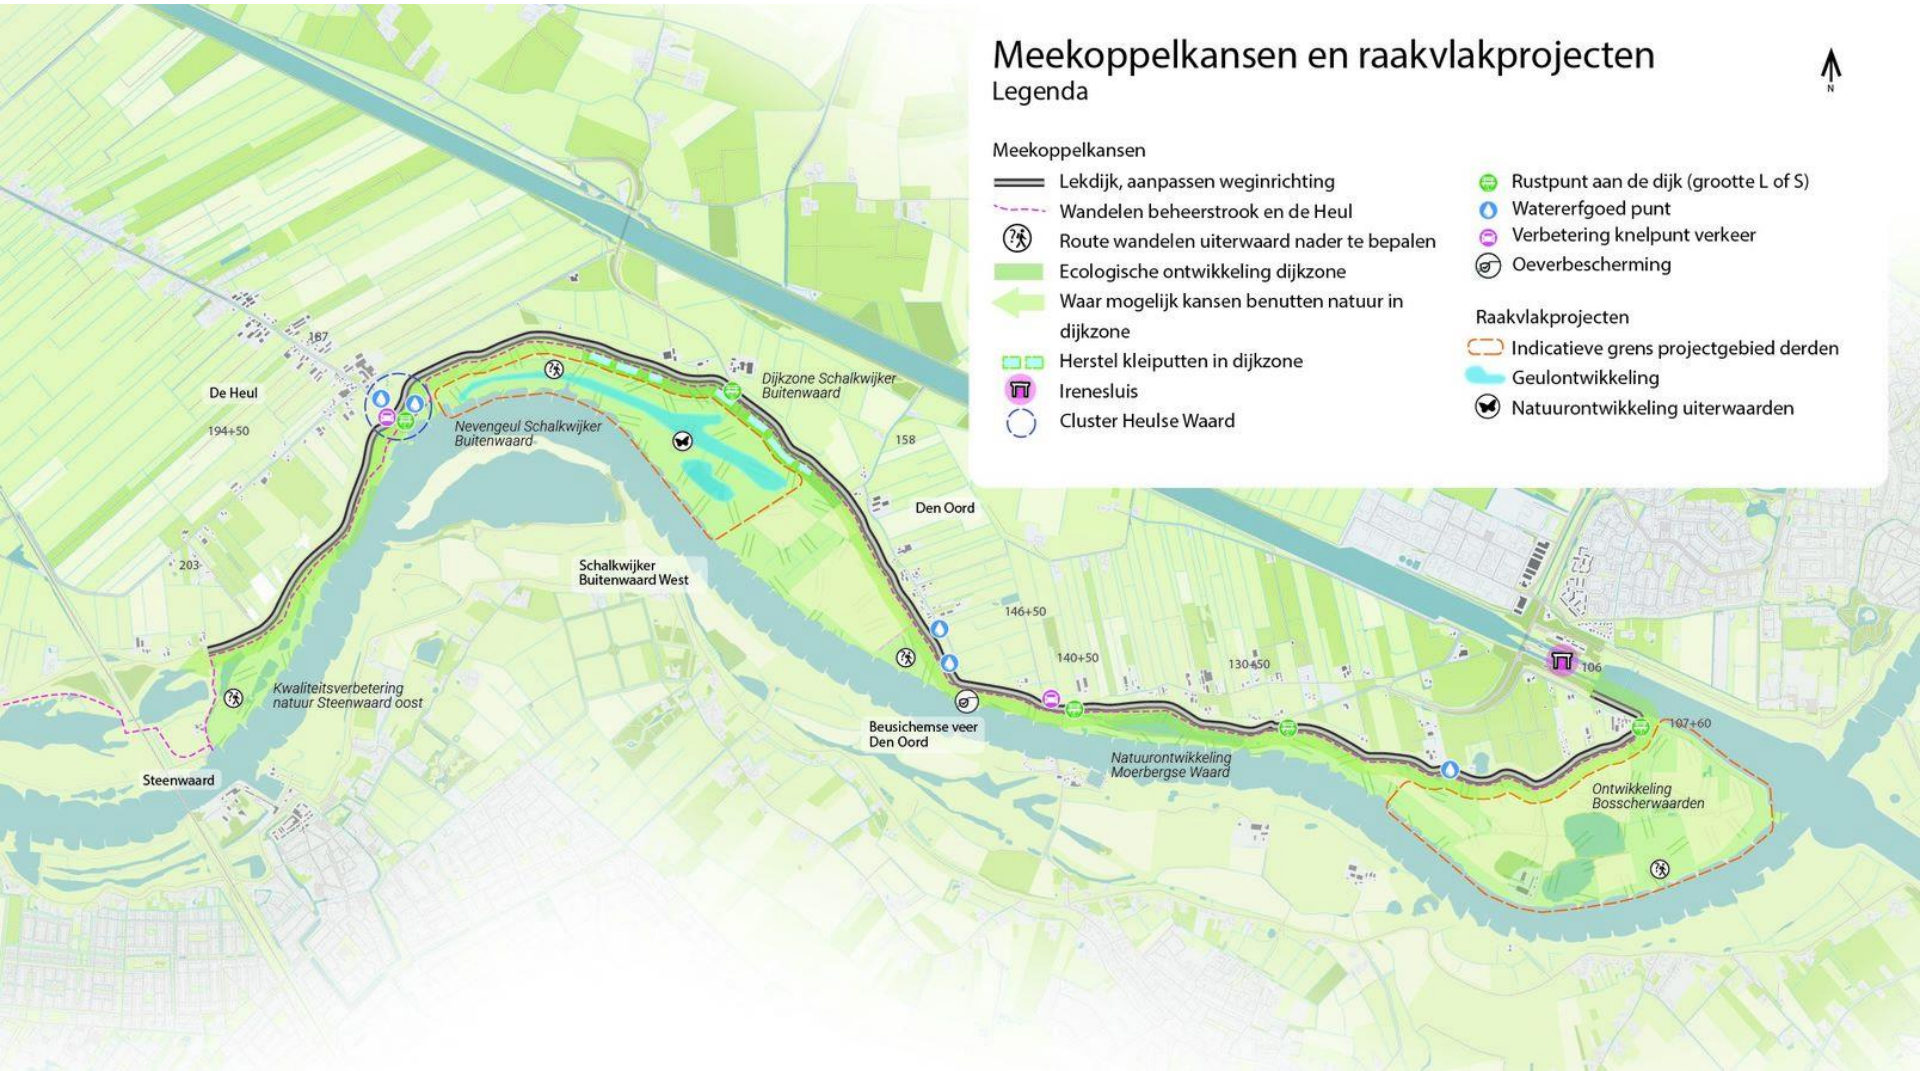 Meekoppelkansen en raakvlakprojecten
Legenda
N
Meekoppelkansen
Lekdijk, aanpassen weginrichting
Wandelen beheerstrook en de Heul
Route wandelen uiterwaard nader te bepalen
Ecologische ontwikkeling dijkzone
Waar mogelijk kansen benutten natuur in
dijkzone
Herstel kleiputten in dijkzone
Irenesluis
Cluster Heulse Waard
Rustpunt aan de dijk (grootte L of S)
Watererfgoed punt
Verbetering knelpunt verkeer
Oeverbescherming
Raakvlakprojecten
Indicatieve grens projectgebied derden
Geulontwikkeling
Natuurontwikkeling uiterwaarden
187
De Heul
194+50
Dijkzone Schalkwijker
Buitenwaard
Nevengeul Schalkwijker
Buitenwaard
158
Den Oord
203
Schalkwijker
Buitenwaard West
146+50
140+50
130+50
106
Kwaliteitsverbetering
natuur Steenwaard oost
Beusichemse veer
Den Oord
107+60
Natuurontwikkeling
Moerbergse Waard
Steenwaard
Ontwikkeling
Bosscherwaarden